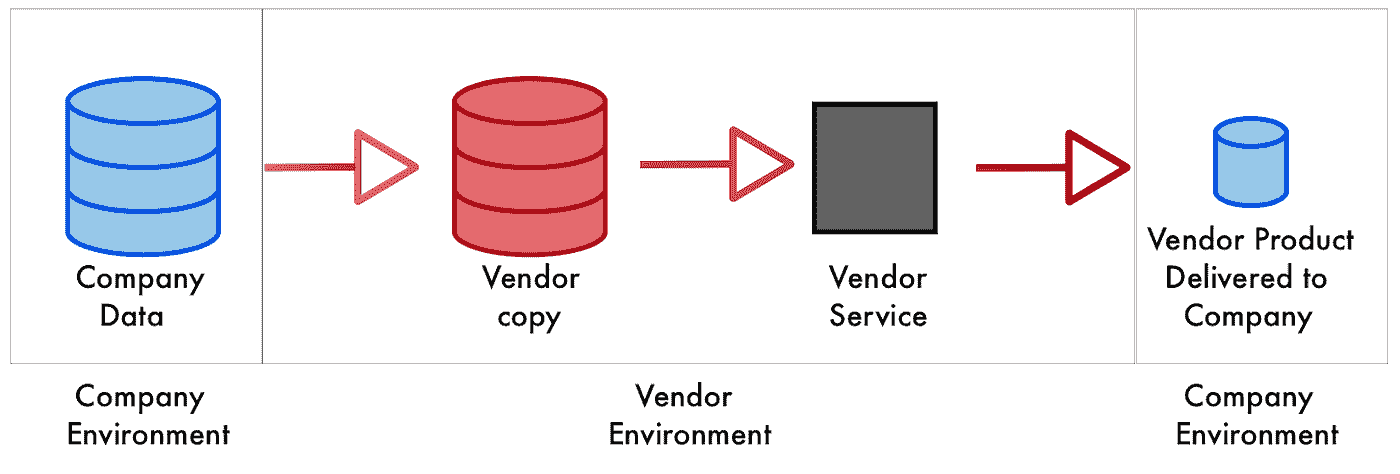 Company
Data
Vendor
copy
Vendor
Service
Vendor Product
Delivered to
Company
Company
Environment
Vendor
Environment
Company
Environment